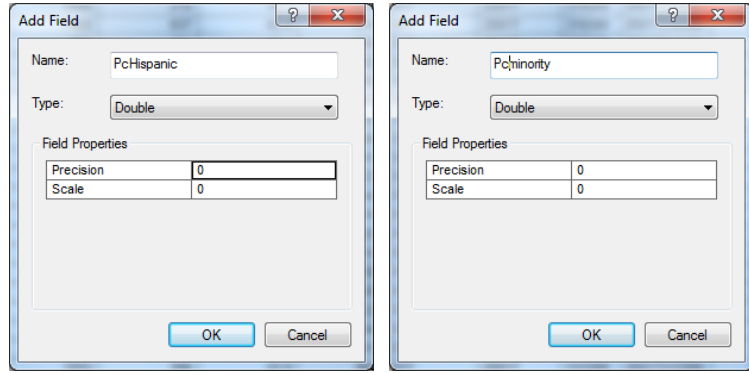 Add Field
?
X
Name: PcHispanic
Type: Double
Field Properties
Precision 0
Scale 0
OK Cancel
Add Field
?
X
Name: Pcminority
Type: Double
Field Properties
Precision 0
Scale 0
OK Cancel